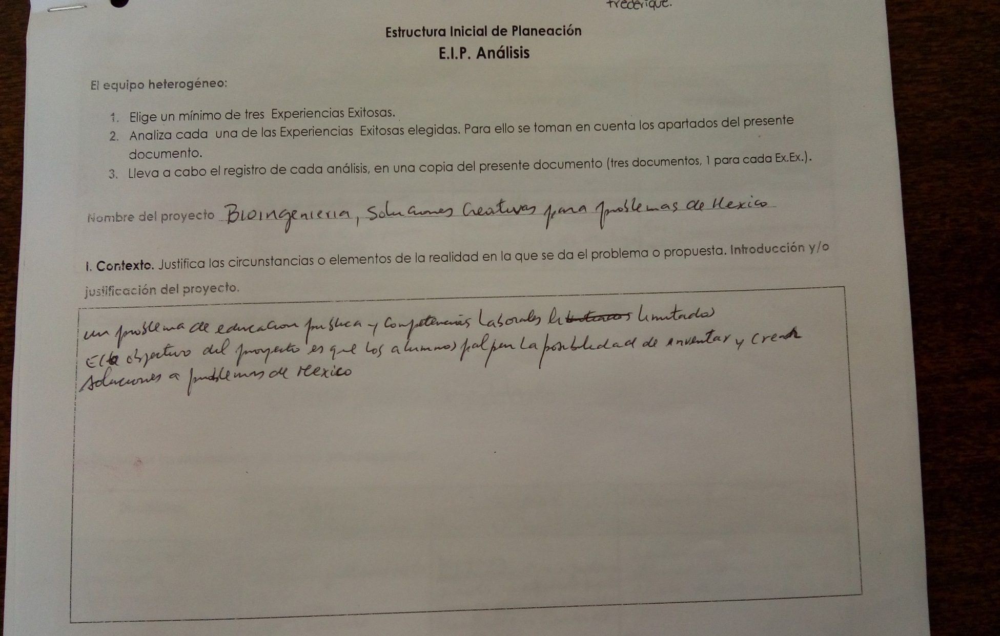 frederique.
Estructura Inicial de Planeación
E.I.P. Análisis
El equipo heterogéneo:
1. Elige un mínimo de tres Experiencias Exitosas.
2. Analiza cada una de las Experiencias Exitosas elegidas. Para ello se toman en cuenta los apartados del presente
documento.
3. Lleva a cabo el registro de cada análisis, en una copia del presente documento (tres documentos, 1 para cada Ex.Ex.).
Nombre del proyecto Bioingenieria, Soluciones Creativas para problemas de Mexico
I. Contexto. Justifica las circunstancias o elementos de la realidad en la que se da el problema o propuesta. Introducción y/o
justificación del proyecto.
un problema de educacion publica y Competencias Laborales limitados
El objectivo del proyecto es que los alumnos palpen la posibilidad de inventar y crear
soluciones a problemas de Mexico